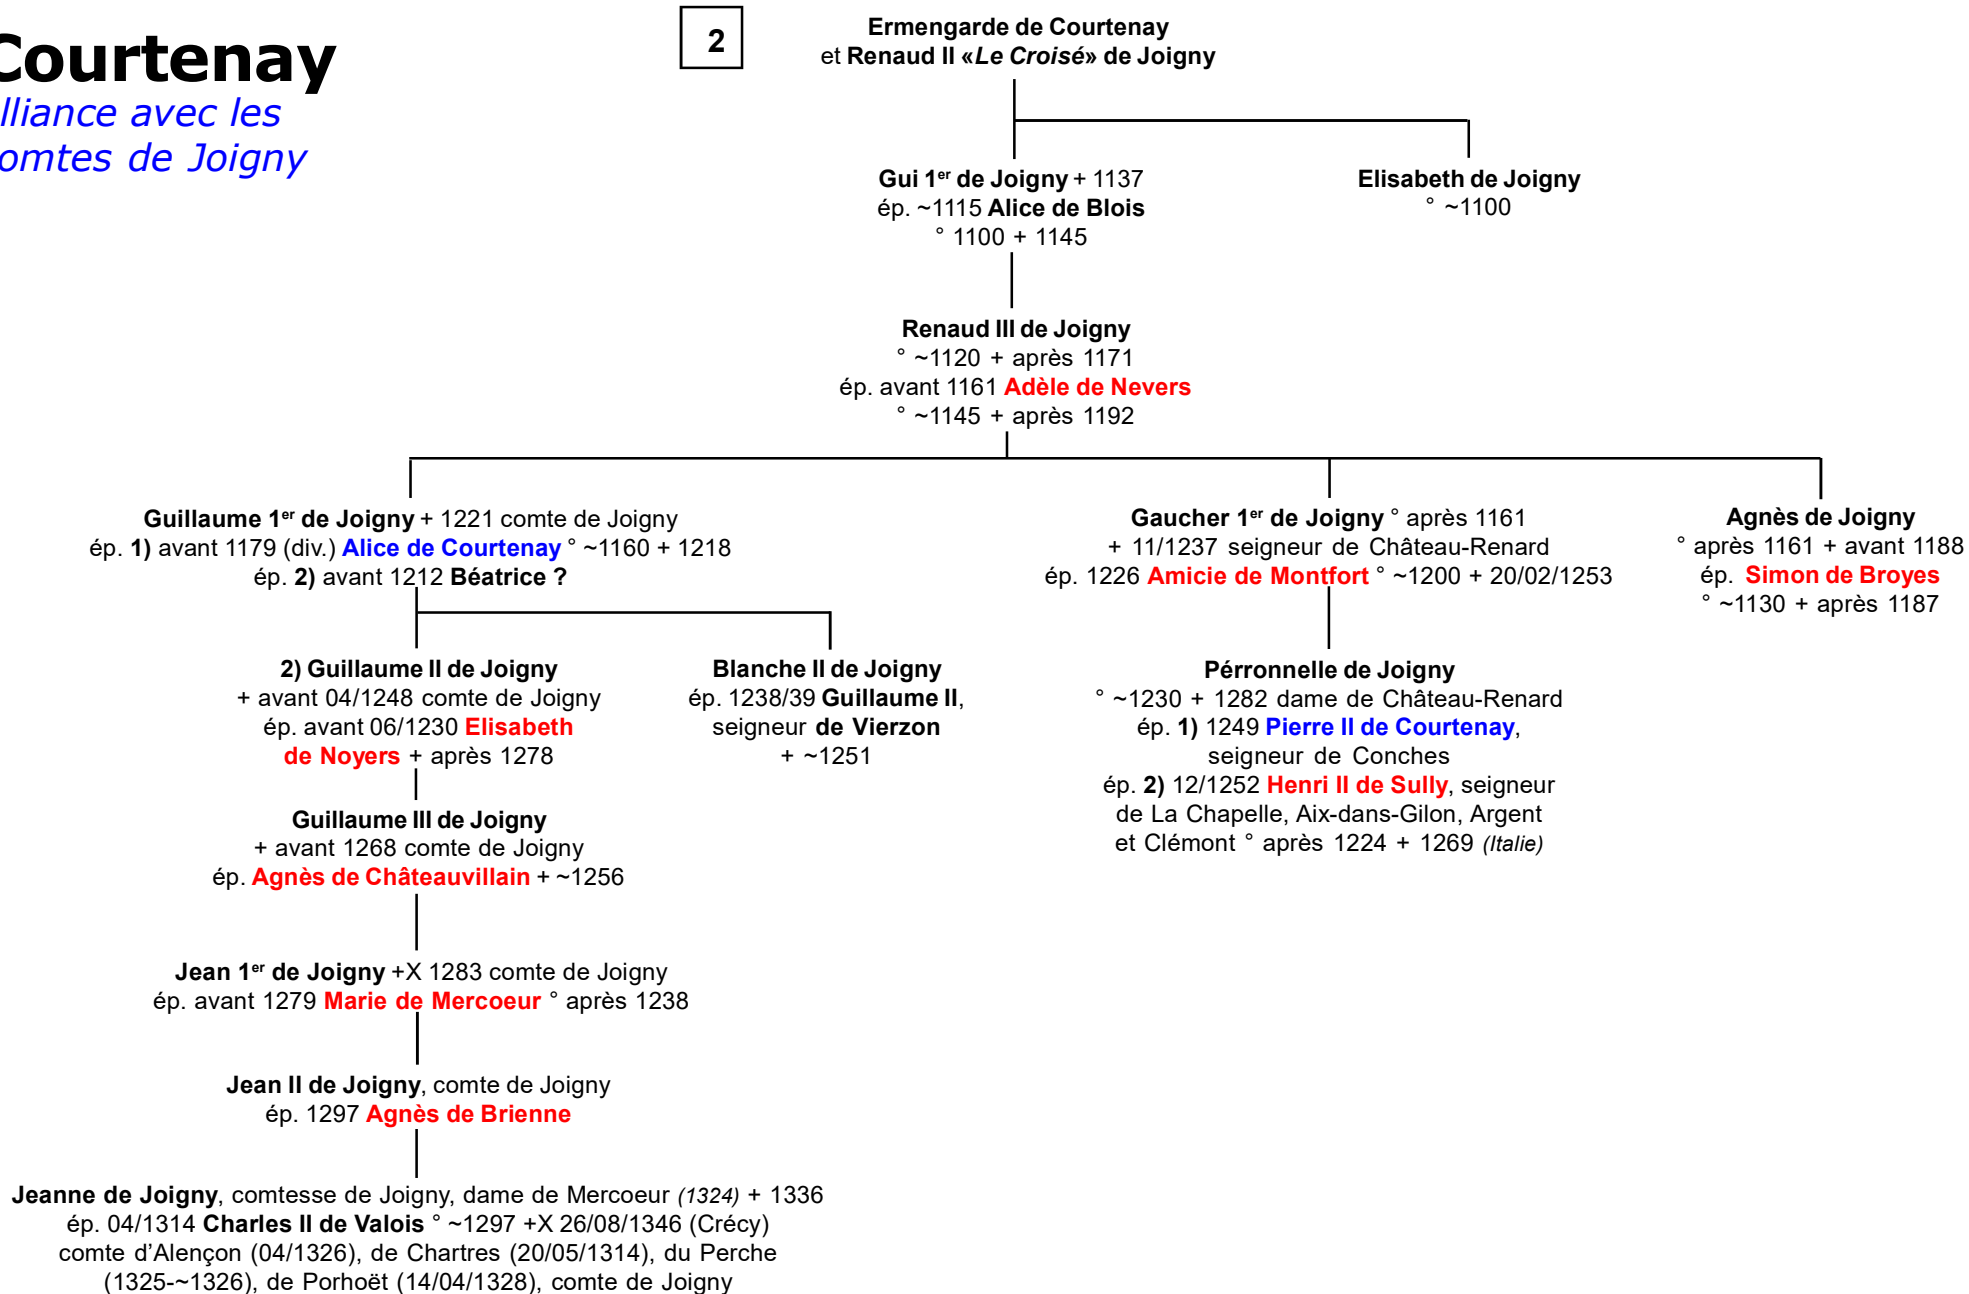 Courtenay
lliance avec les
omtes de Joigny
2
Ermengarde de Courtenay
et Renaud II «Le Croisé» de Joigny
Gui 1er de Joigny + 1137
ép. ~1115 Alice de Blois
° 1100 + 1145
Elisabeth de Joigny
° ~1100
Renaud III de Joigny
° ~1120 + après 1171
ép. avant 1161 Adèle de Nevers
° ~1145 + après 1192
Guillaume 1er de Joigny + 1221 comte de Joigny
ép. 1) avant 1179 (div.) Alice de Courtenay ° ~1160 + 1218
ép. 2) avant 1212 Béatrice ?
Gaucher 1er de Joigny ° après 1161
+ 11/1237 seigneur de Château-Renard
ép. 1226 Amicie de Montfort ° ~1200 + 20/02/1253
Agnès de Joigny
° après 1161 + avant 1188
ép. Simon de Broyes
° ~1130 + après 1187
2) Guillaume II de Joigny
+ avant 04/1248 comte de Joigny
ép. avant 06/1230 Elisabeth
de Noyers + après 1278
Blanche II de Joigny
ép. 1238/39 Guillaume II,
seigneur de Vierzon
+ ~1251
Pérronnelle de Joigny
° ~1230 + 1282 dame de Château-Renard
ép. 1) 1249 Pierre II de Courtenay,
seigneur de Conches
ép. 2) 12/1252 Henri II de Sully, seigneur
de La Chapelle, Aix-dans-Gilon, Argent
et Clémont ° après 1224 + 1269 (Italie)
Guillaume III de Joigny
+ avant 1268 comte de Joigny
ép. Agnès de Châteauvillain + ~1256
Jean 1er de Joigny +X 1283 comte de Joigny
ép. avant 1279 Marie de Mercoeur ° après 1238
Jean II de Joigny, comte de Joigny
ép. 1297 Agnès de Brienne
Jeanne de Joigny, comtesse de Joigny, dame de Mercoeur (1324) + 1336
ép. 04/1314 Charles II de Valois ° ~1297 +X 26/08/1346 (Crécy)
comte d'Alençon (04/1326), de Chartres (20/05/1314), du Perche
(1325-~1326), de Porhoët (14/04/1328), comte de Joigny